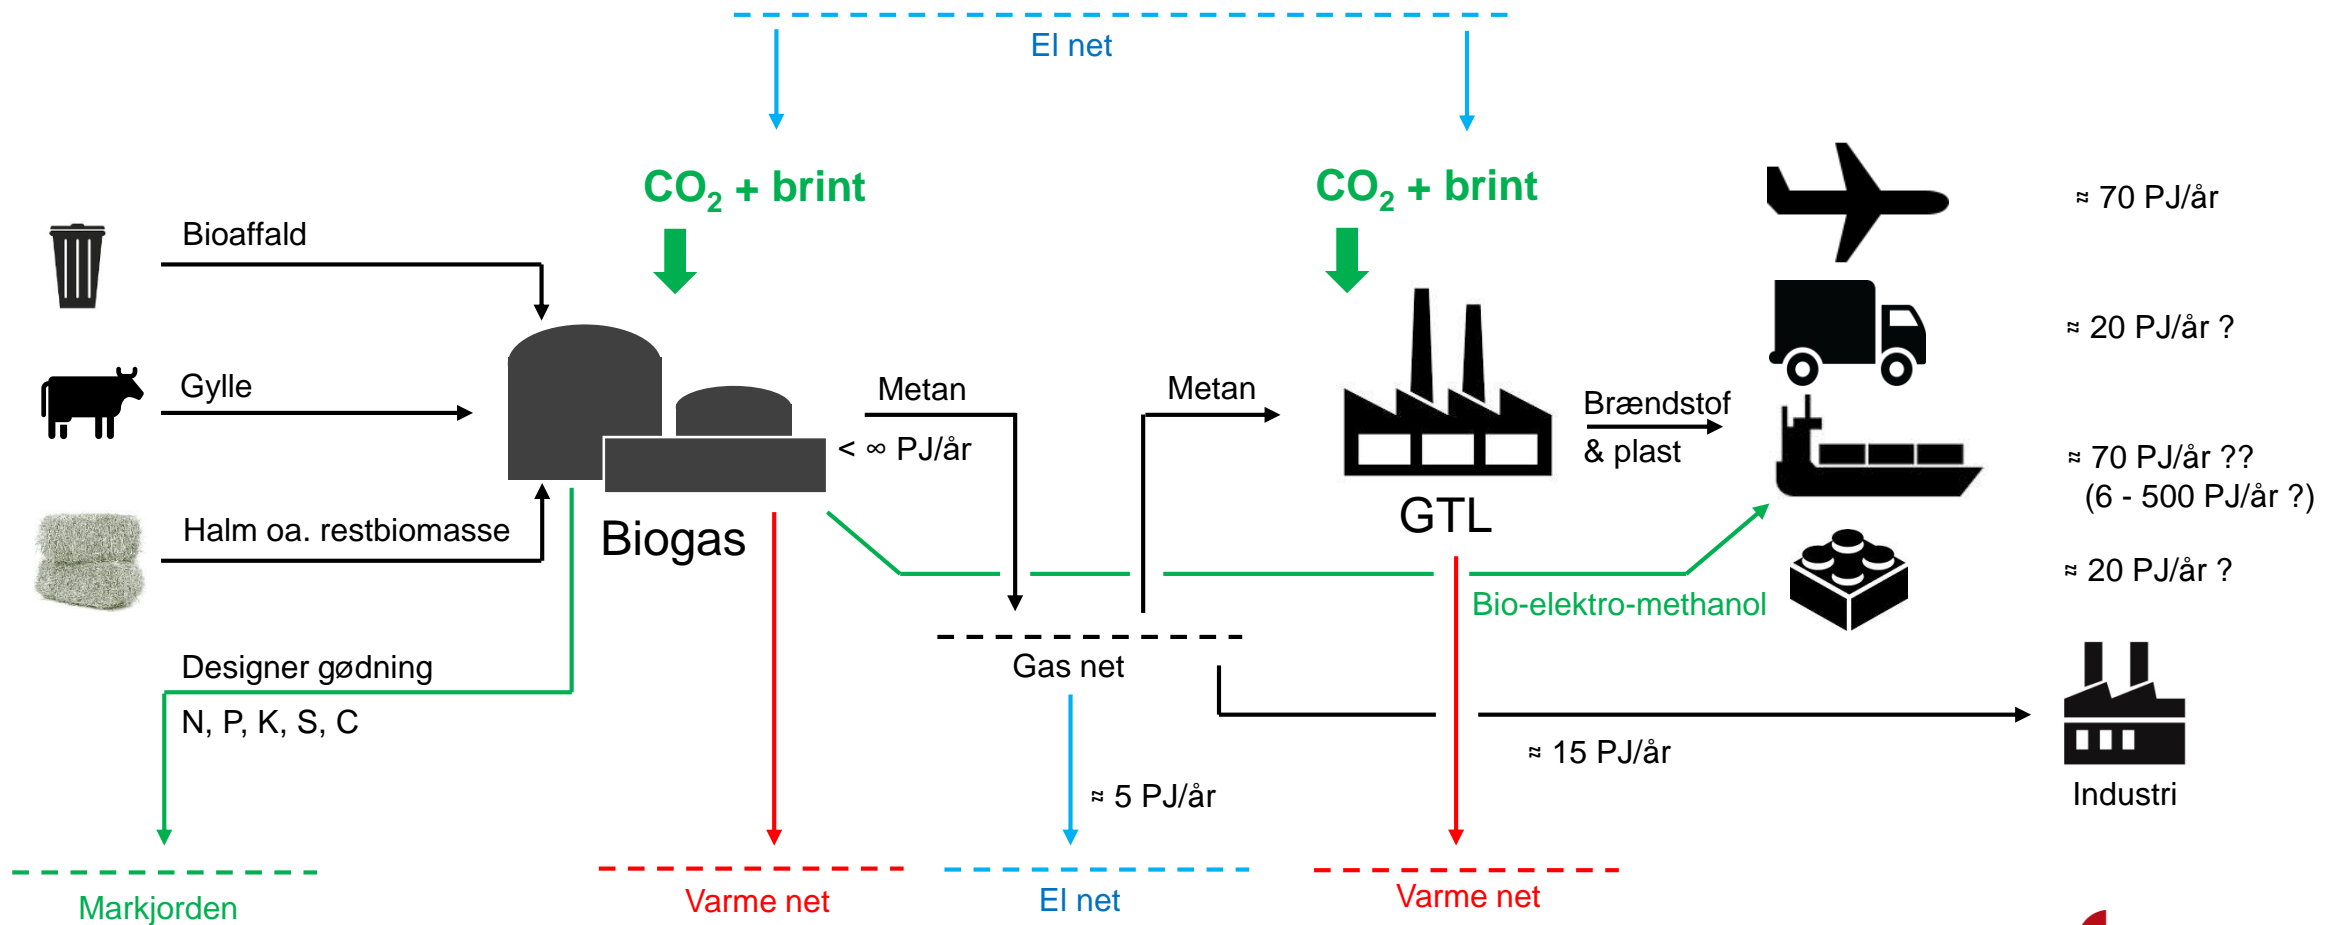 El net
CO₂ + brint
CO₂ + brint
≈ 70 PJ/år
Bioaffald
≈ 20 PJ/år ?
Gylle
Metan
Metan
Brændstof
& plast
< ∞ PJ/år
≈ 70 PJ/år ??
(6 - 500 PJ/år ?)
Halm oa. restbiomasse
Biogas
GTL
≈ 20 PJ/år ?
Bio-elektro-methanol
Designer gødning
Gas net
N, P, K, S, C
≈ 15 PJ/år
≈ 5 PJ/år
Industri
Markjorden
Varme net
El net
Varme net